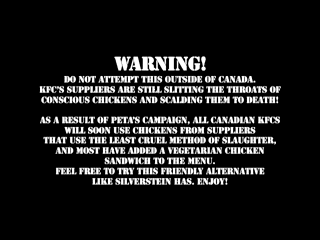 WARNING!
DO NOT ATTEMPT THIS OUTSIDE OF CANADA.
KFC'S SUPPLIERS ARE STILL SLITTING THE THROATS OF
CONSCIOUS CHICKENS AND SCALDING THEM TO DEATH!
AS A RESULT OF PETA'S CAMPAIGN, ALL CANADIAN KFCS
WILL SOON USE CHICKENS FROM SUPPLIERS
THAT USE THE LEAST CRUEL METHOD OF SLAUGHTER,
AND MOST HAVE ADDED A VEGETARIAN CHICKEN
SANDWICH TO THE MENU.
FEEL FREE TO TRY THIS FRIENDLY ALTERNATIVE
LIKE SILVERSTEIN HAS. ENJOY!